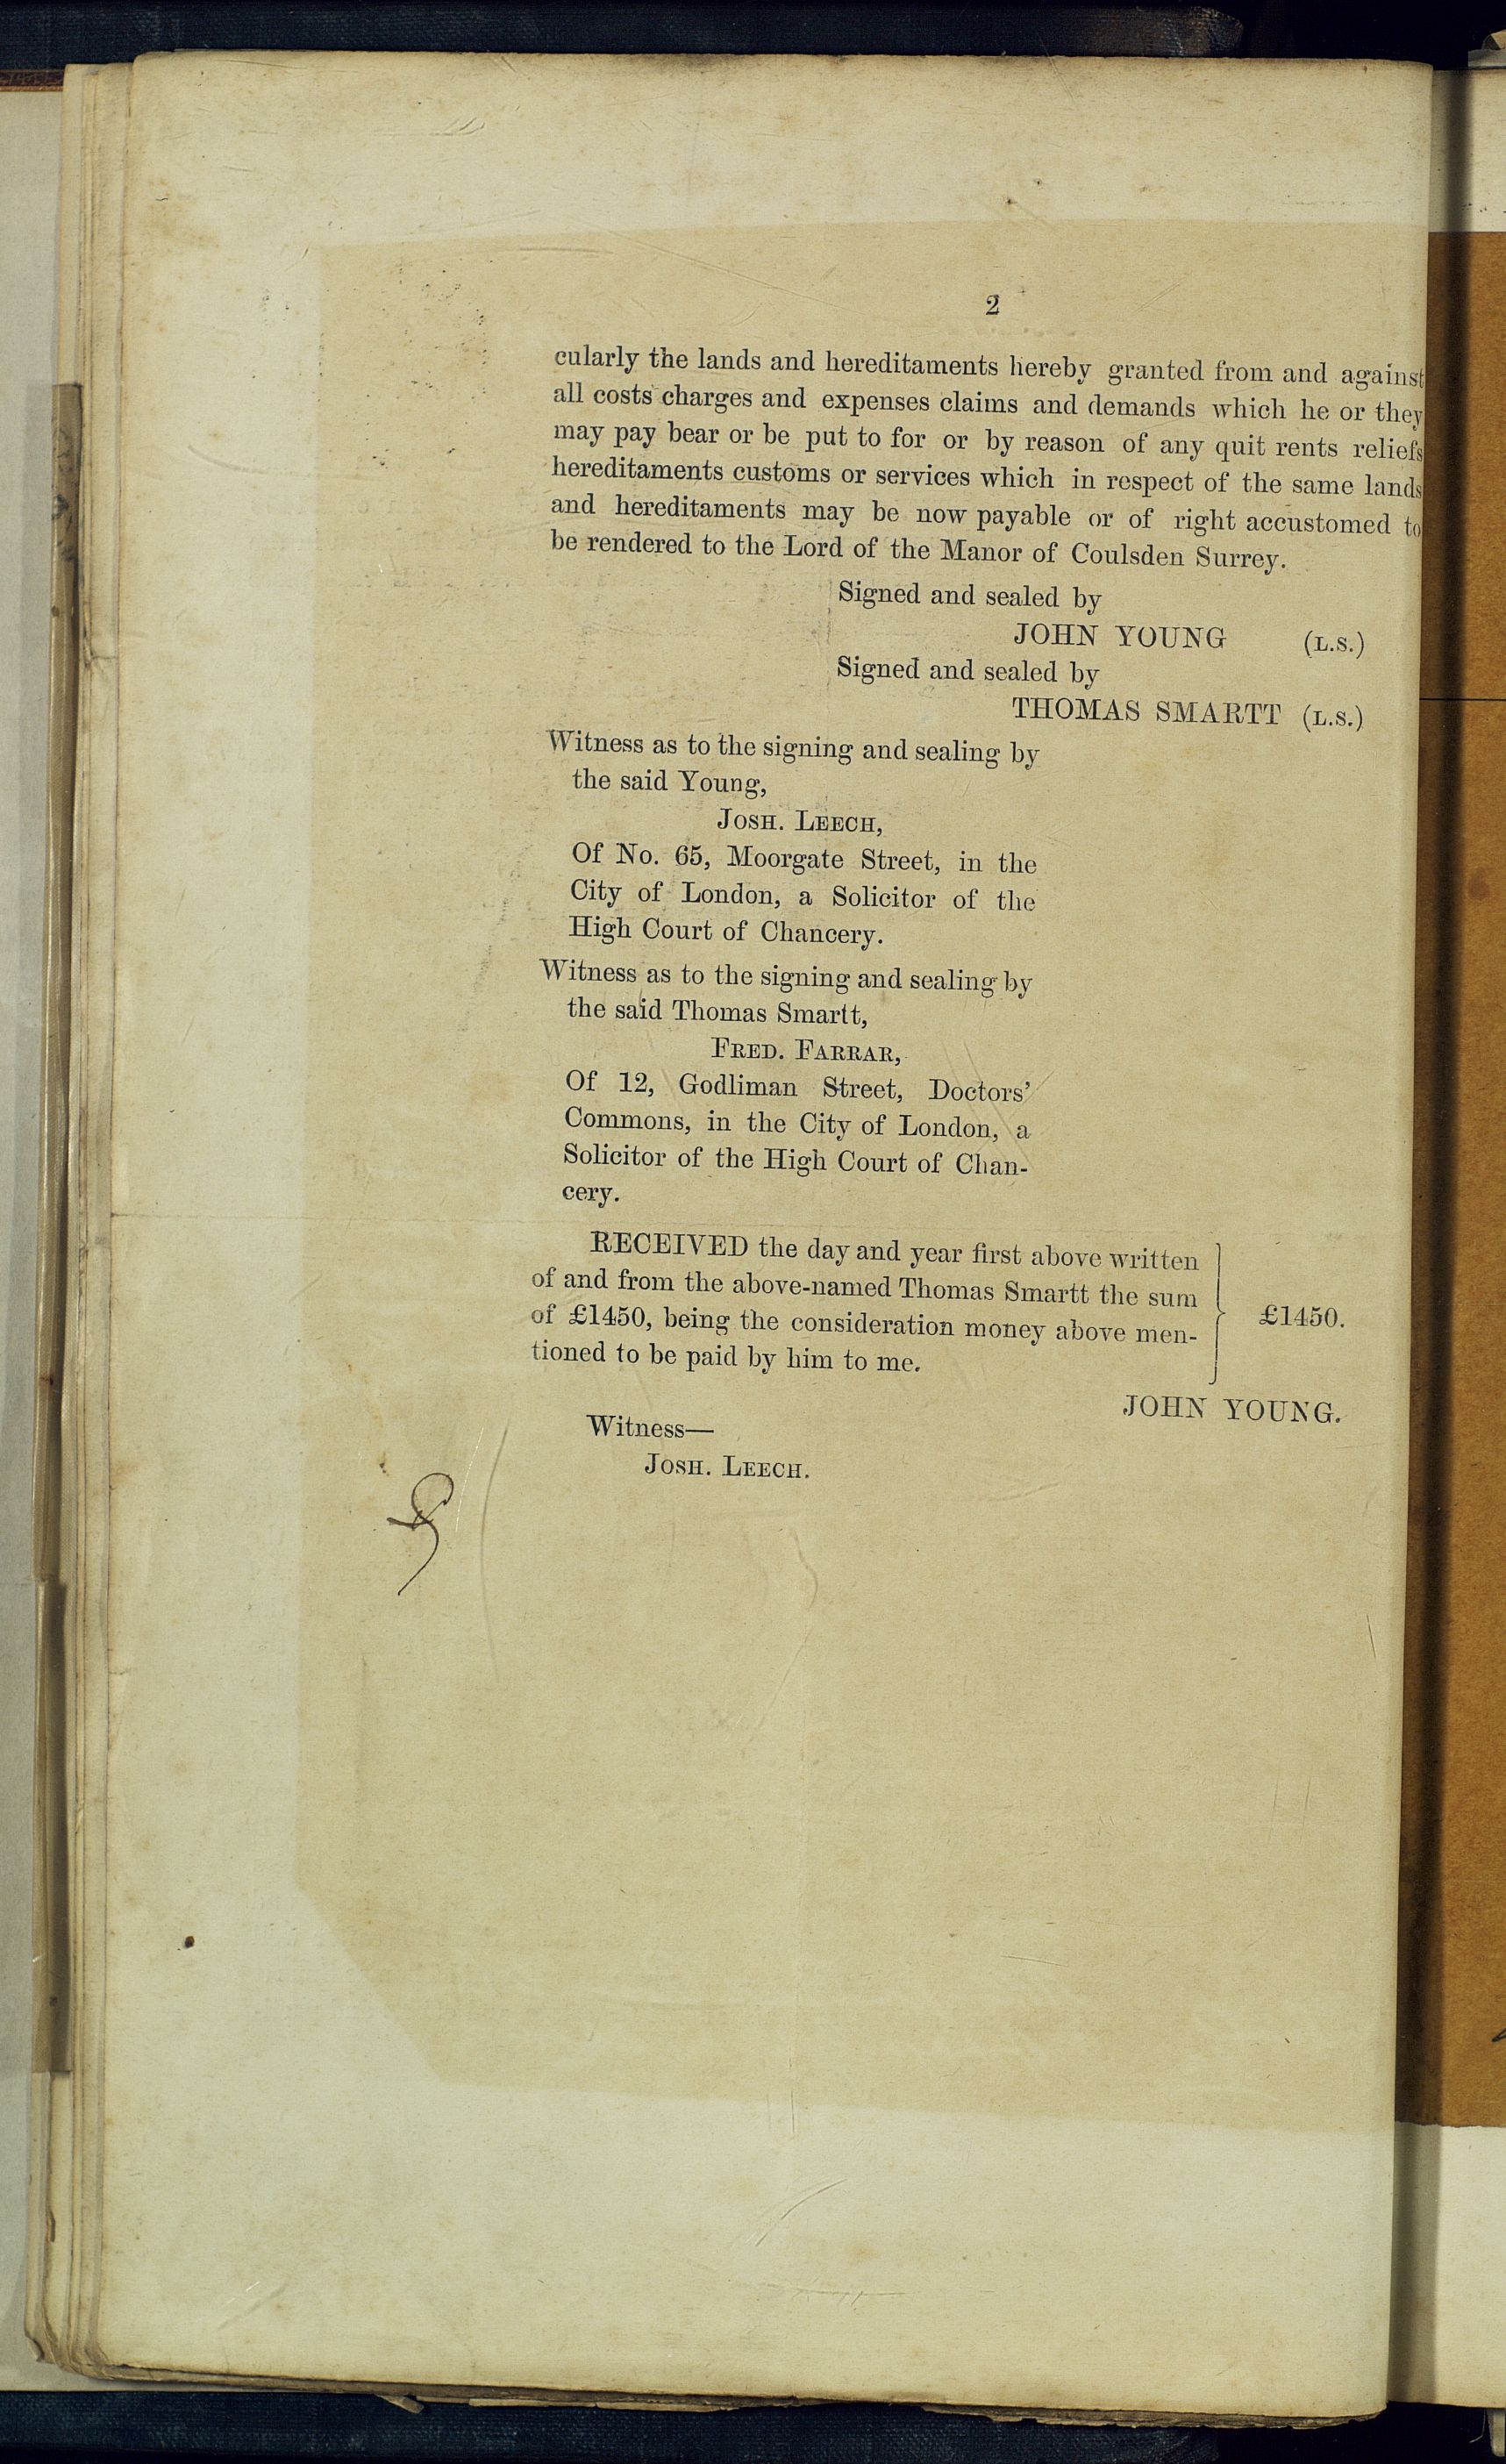 2
cularly the lands and hereditaments hereby granted from and against
all costs charges and expenses claims and demands which he or they
may pay bear or be put to for or by reason of any quit rents reliefs
hereditaments customs or services which in respect of the same lands
and hereditaments may be now payable or of right accustomed to
be rendered to the Lord of the Manor of Coulsden Surrey.
Signed and sealed by
JOHN YOUNG (L.S.)
Signed and sealed by
THOMAS SMARTT (L.S.)
Witness as to the signing and sealing by
the said Young,
JOSH. LEECH,
Of No. 65, Moorgate Street, in the
City of London, a Solicitor of the
High Court of Chancery.
Witness as to the signing and sealing by
the said Thomas Smartt,
FRED. FARRAR,
Of 12, Godliman Street, Doctors'
Commons, in the City of London, a
Solicitor of the High Court of Chan-
cery.
RECEIVED the day and year first above written
of and from the above-named Thomas Smartt the sum
of £1450, being the consideration money above men-
tioned to be paid by him to me.
£1450.
JOHN YOUNG.
Witness—
JOSH. LEECH.